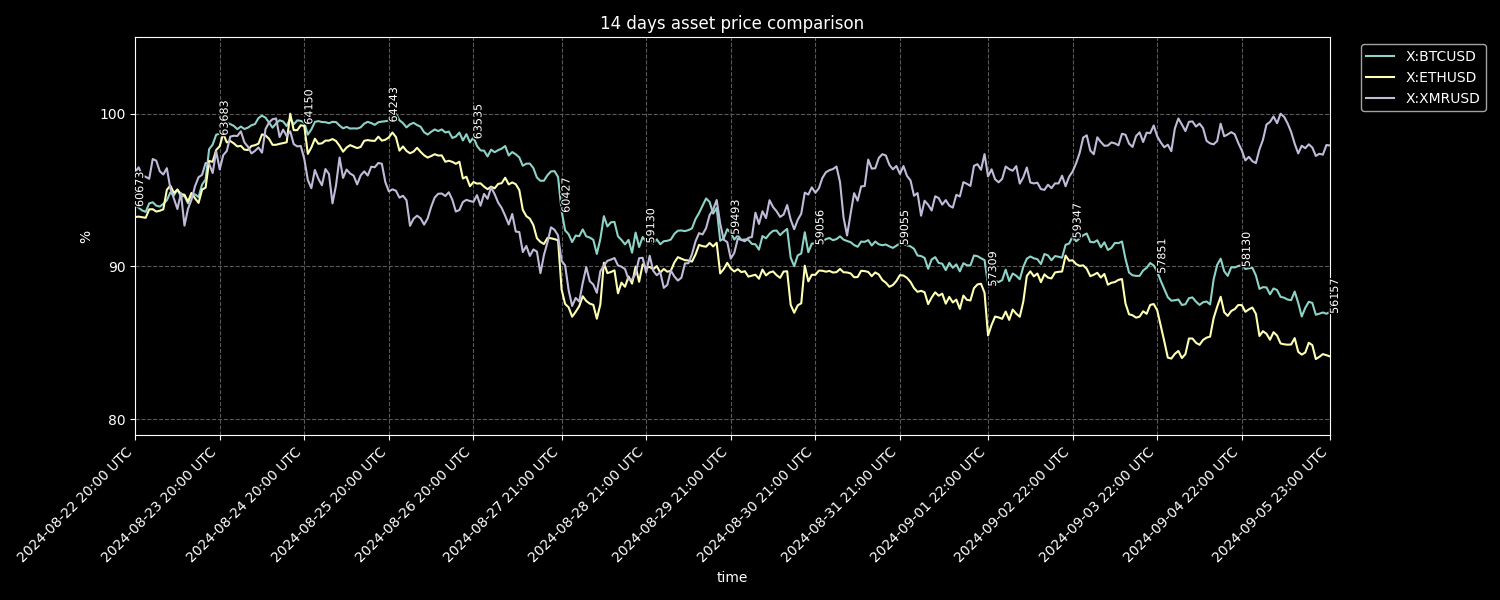 14 days asset price comparison
X:BTCUSD
X:ETHUSD
X:XMRUSD
100
90
80
%
60673
63683
64150
64243
63535
60427
59130
59493
59056
59055
57309
59347
57851
58130
56157
2024-08-22 20:00 UTC
2024-08-23 20:00 UTC
2024-08-24 20:00 UTC
2024-08-25 20:00 UTC
2024-08-26 20:00 UTC
2024-08-27 21:00 UTC
2024-08-28 21:00 UTC
2024-08-29 21:00 UTC
2024-08-30 21:00 UTC
2024-08-31 21:00 UTC
2024-09-01 22:00 UTC
2024-09-02 22:00 UTC
2024-09-03 22:00 UTC
2024-09-04 22:00 UTC
2024-09-05 23:00 UTC
time